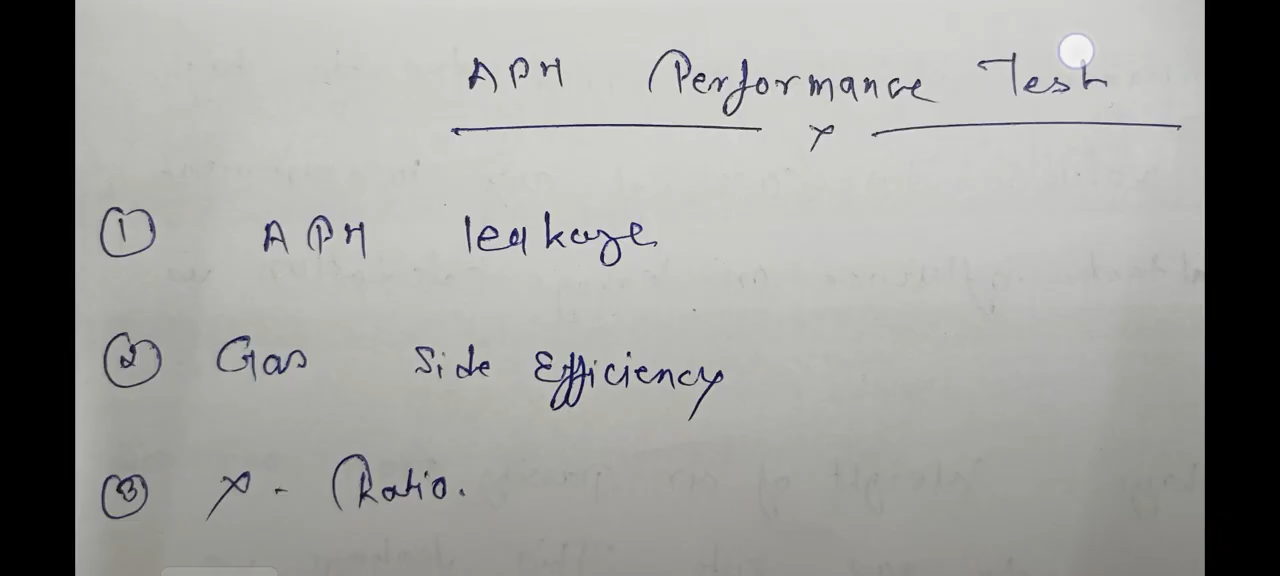 APH Performance Test
x
① APH leakage
② Gas Side Efficiency
③ X - Ratio.